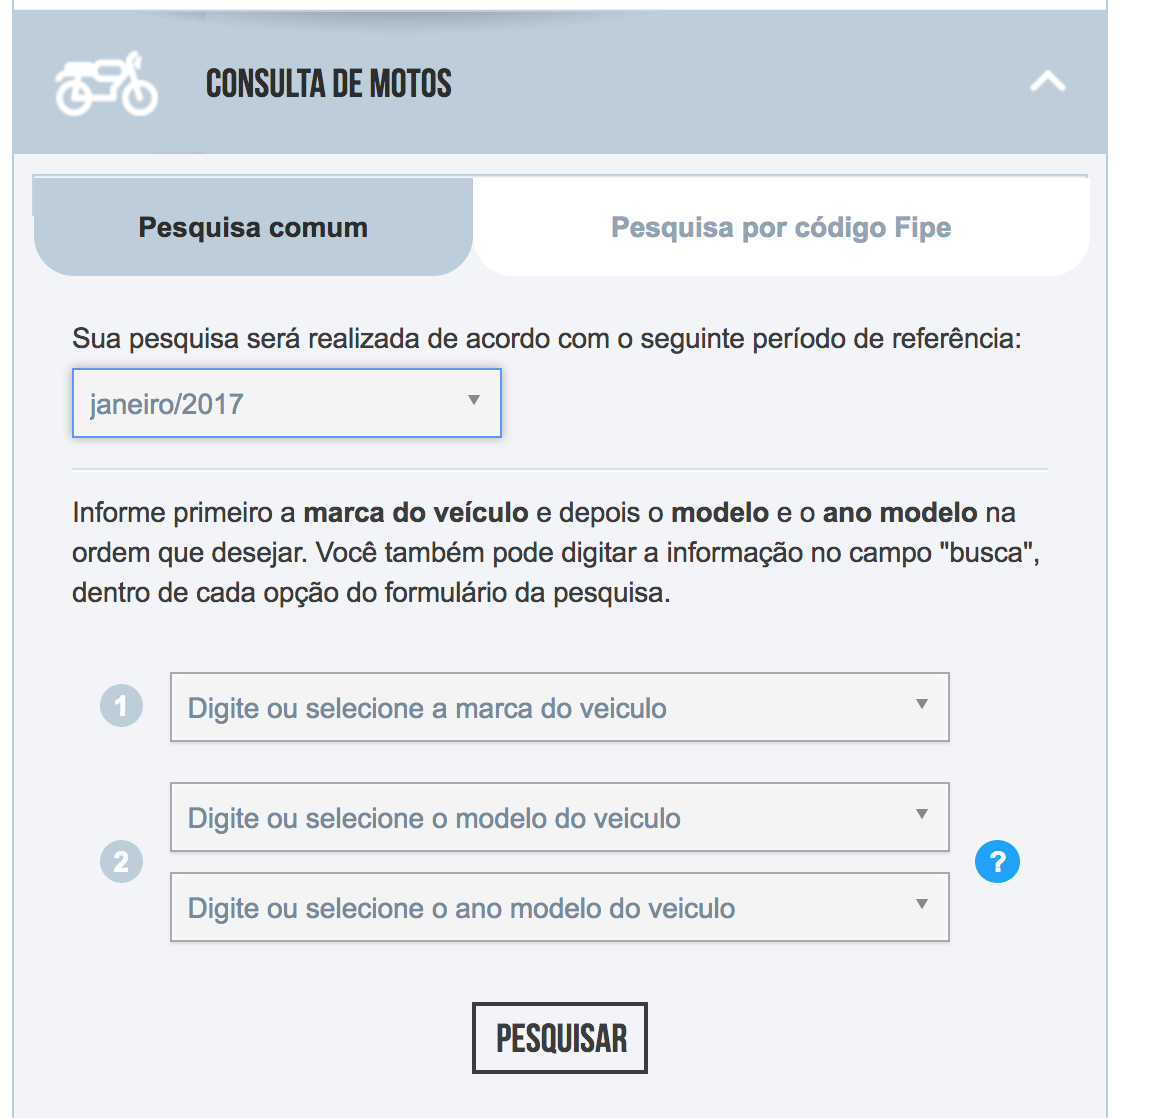 CONSULTA DE MOTOS
Pesquisa comum
Pesquisa por código Fipe
Sua pesquisa será realizada de acordo com o seguinte período de referência:
janeiro/2017
Informe primeiro a marca do veículo e depois o modelo e o ano modelo na
ordem que desejar. Você também pode digitar a informação no campo "busca",
dentro de cada opção do formulário da pesquisa.
1
Digite ou selecione a marca do veiculo
Digite ou selecione o modelo do veiculo
2
?
Digite ou selecione o ano modelo do veiculo
PESQUISAR